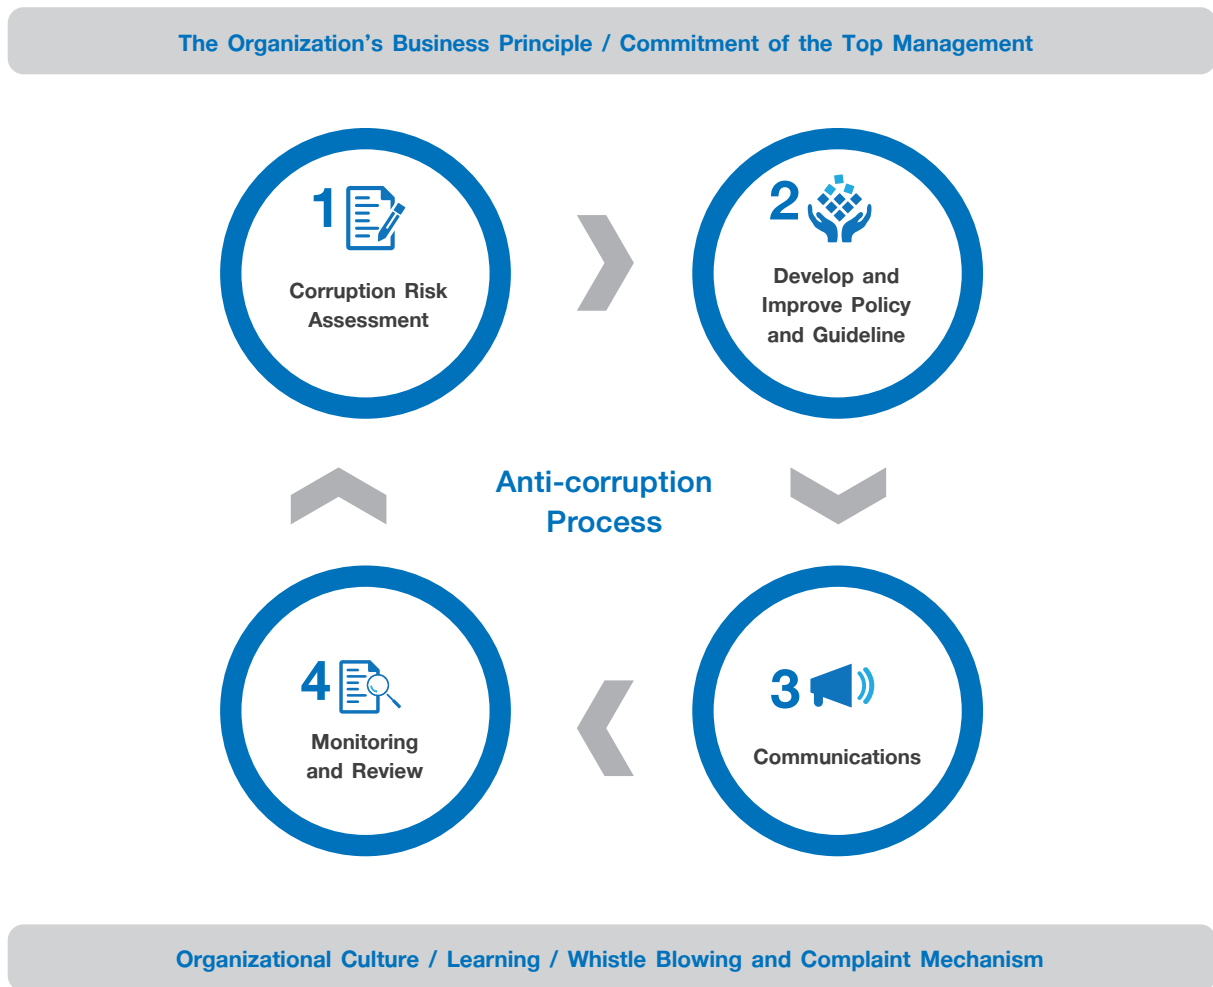 The Organization's Business Principle / Commitment of the Top Management
1
Corruption Risk
Assessment
2
Develop and
Improve Policy
and Guideline
Anti-corruption
Process
4
Monitoring
and Review
3
Communications
Organizational Culture / Learning / Whistle Blowing and Complaint Mechanism